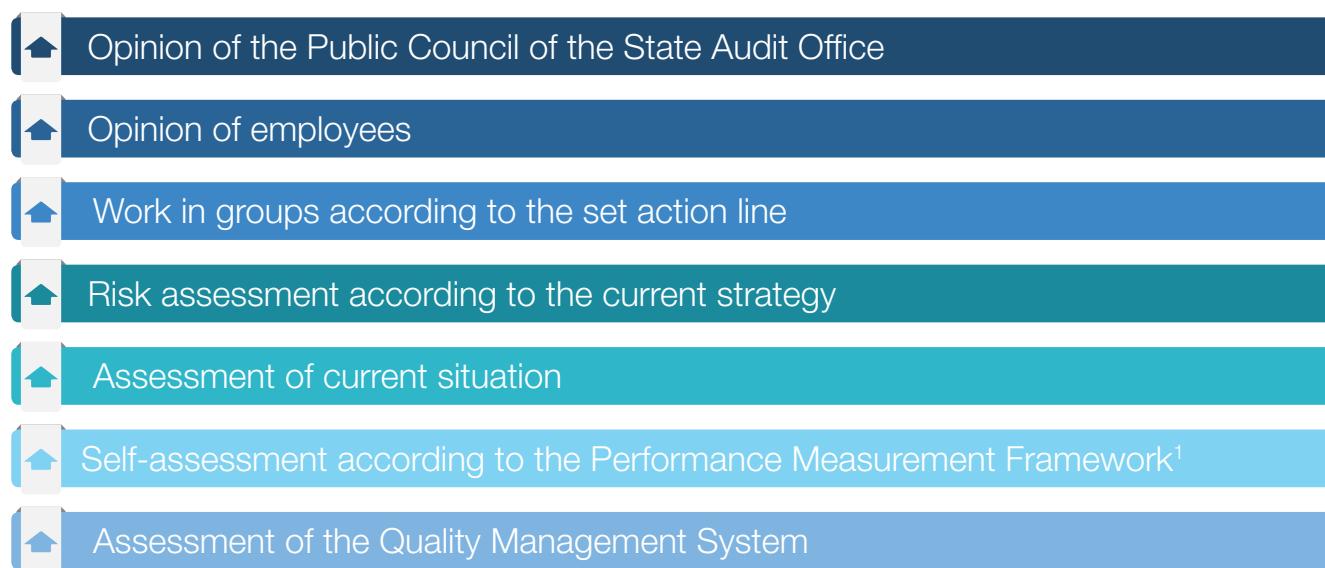 Opinion of the Public Council of the State Audit Office
Opinion of employees
Work in groups according to the set action line
Risk assessment according to the current strategy
Assessment of current situation
Self-assessment according to the Performance Measurement Framework¹
Assessment of the Quality Management System